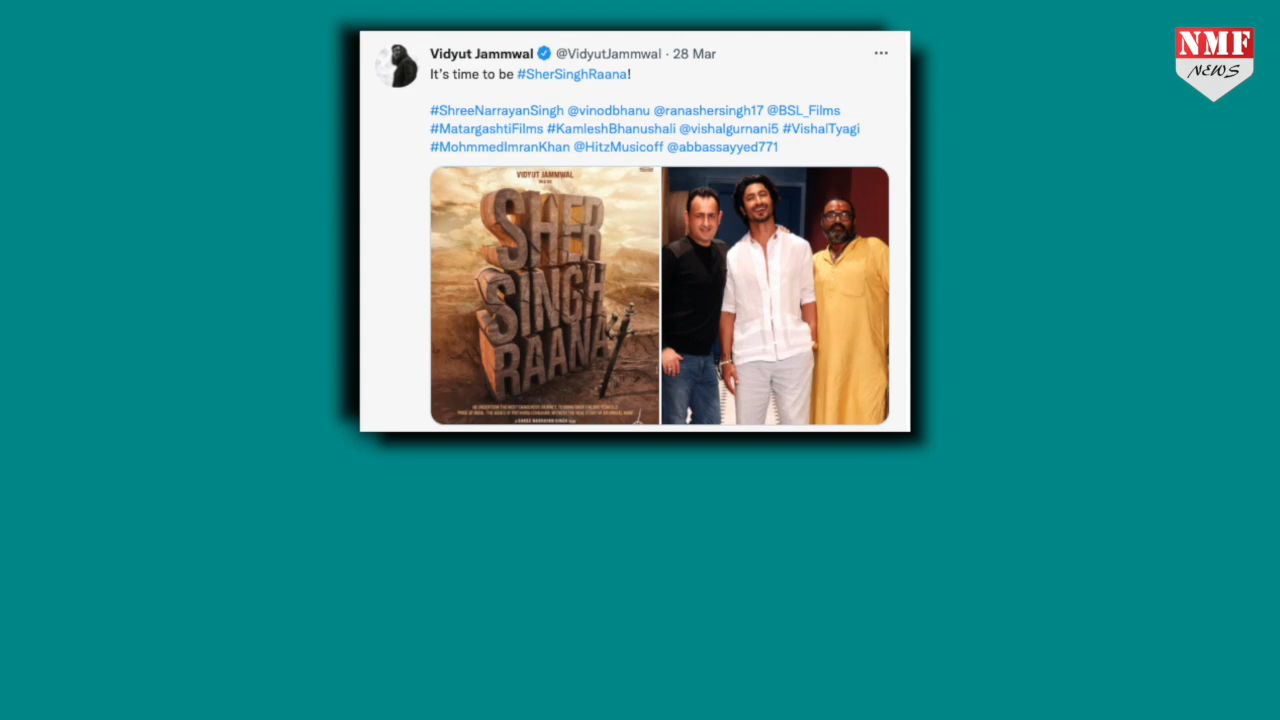 Vidyut Jammwal @VidyutJammwal · 28 Mar
It's time to be #SherSinghRaana!
#ShreeNarrayanSingh @vinodbhanu @ranashersingh17 @BSL_Films
#MatargashtiFilms #KamleshBhanushali @vishalgurnani5 #VishalTyagi
#MohmmedImranKhan @HitzMusicoff @abbassayyed771
VIDYUT JAMMWAL
SHER
SINGH
RAANA
NMF
NEWS